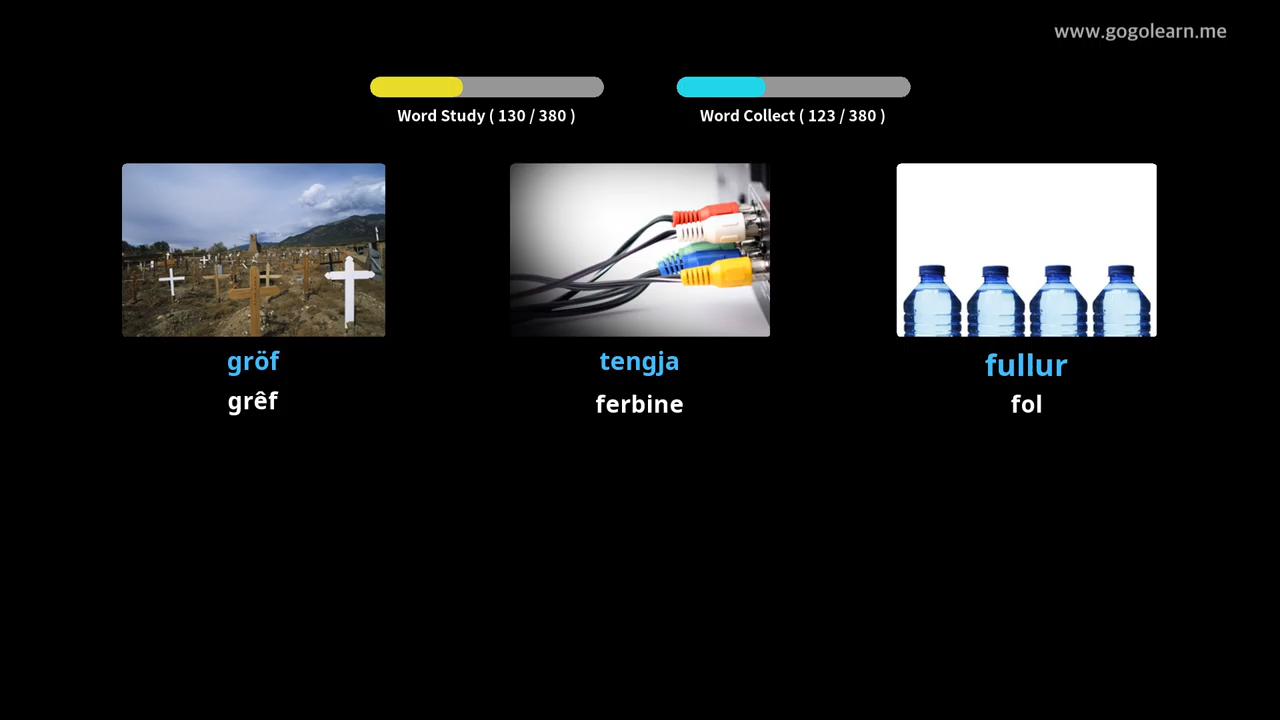 www.gogolearn.me
Word Study ( 130 / 380 )
Word Collect ( 123 / 380 )
gröf
tengja
fullur
grêf
ferbine
fol